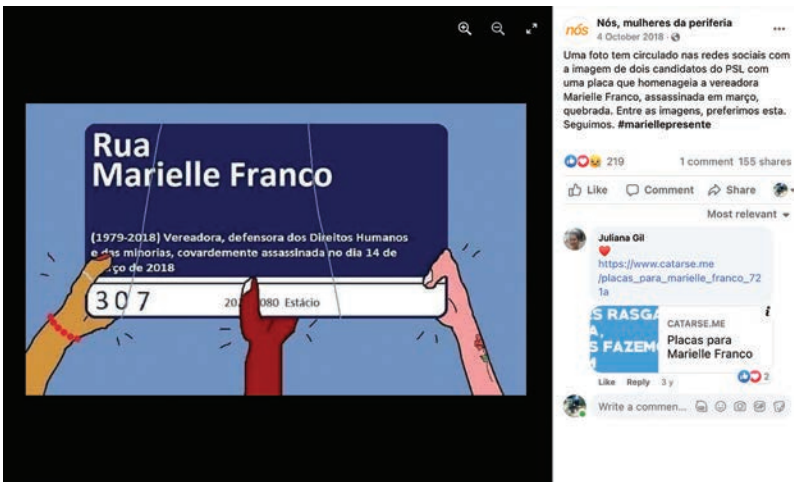 Rua
Marielle Franco
(1979-2018) Vereadora, defensora dos Direitos Humanos
e das minorias, covardemente assassinada no dia 14 de
ço de 2018
307
Estácio
nós
Nós, mulheres da periferia
4 October 2018
Uma foto tem circulado nas redes sociais com
a imagem de dois candidatos do PSL com
uma placa que homenageia a vereadora
Marielle Franco, assassinada em março,
quebrada. Entre as imagens, preferimos esta.
Seguimos. #mariellepresente
219
1 comment 155 shares
Like Comment Share
Most relevant
Juliana Gil
https://www.catarse.me
/placas_para_marielle_franco_72
1a
S RASGA
A,
S FAZEM
CATARSE.ME
Placas para
Marielle Franco
i
Like Reply 3 y
2
Write a commen...